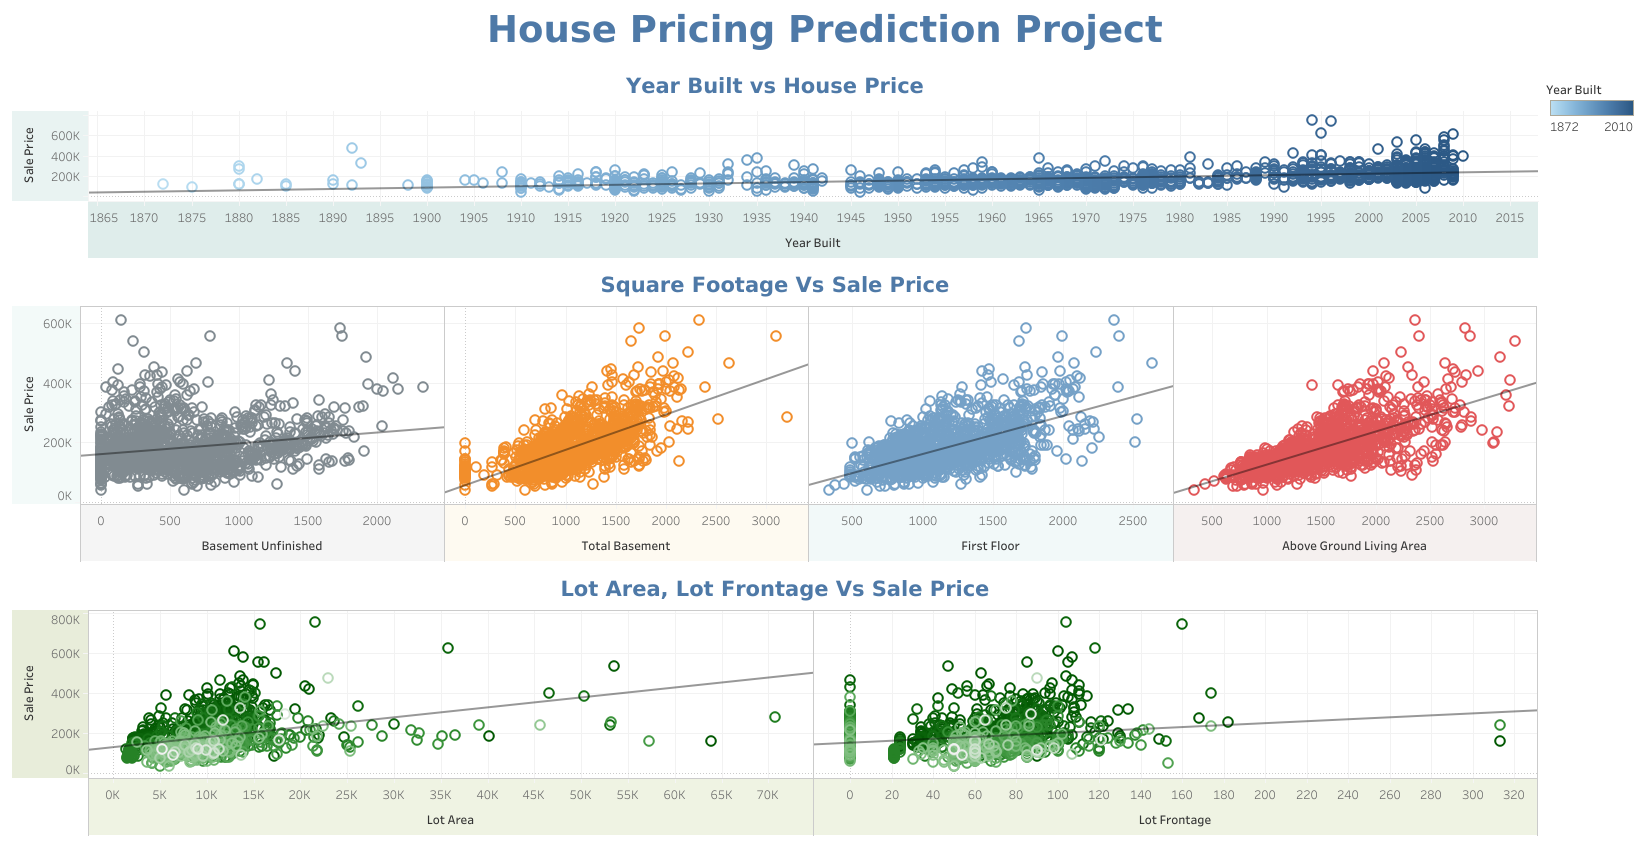 House Pricing Prediction Project
Year Built vs House Price
Year Built
1872 2010
Sale Price
600K
400K
200K
1865 1870 1875 1880 1885 1890 1895 1900 1905 1910 1915 1920 1925 1930 1935 1940 1945 1950 1955 1960 1965 1970 1975 1980 1985 1990 1995 2000 2005 2010 2015
Year Built
Square Footage Vs Sale Price
Sale Price
600K
400K
200K
0K
0 500 1000 1500 2000 0 500 1000 1500 2000 2500 3000 500 1000 1500 2000 2500 500 1000 1500 2000 2500 3000
Basement Unfinished Total Basement First Floor Above Ground Living Area
Lot Area, Lot Frontage Vs Sale Price
Sale Price
800K
600K
400K
200K
0K
0K 5K 10K 15K 20K 25K 30K 35K 40K 45K 50K 55K 60K 65K 70K 0 20 40 60 80 100 120 140 160 180 200 220 240 260 280 300 320
Lot Area Lot Frontage